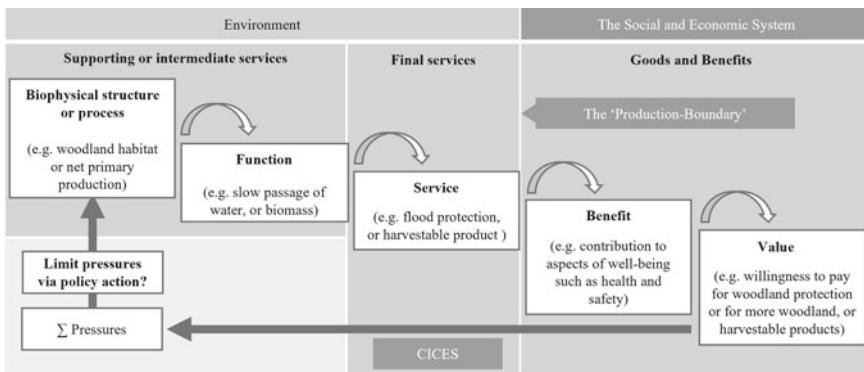 Environment
The Social and Economic System
Supporting or intermediate services
Final services
Goods and Benefits
Biophysical structure
or process
(e.g. woodland habitat
or net primary
production)
Function
(e.g. slow passage of
water, or biomass)
Service
(e.g. flood protection,
or harvestable product )
The ‘Production-Boundary’
Benefit
(e.g. contribution to
aspects of well-being
such as health and
safety)
Value
(e.g. willingness to pay
for woodland protection
or for more woodland, or
harvestable products)
Limit pressures
via policy action?
∑ Pressures
CICES